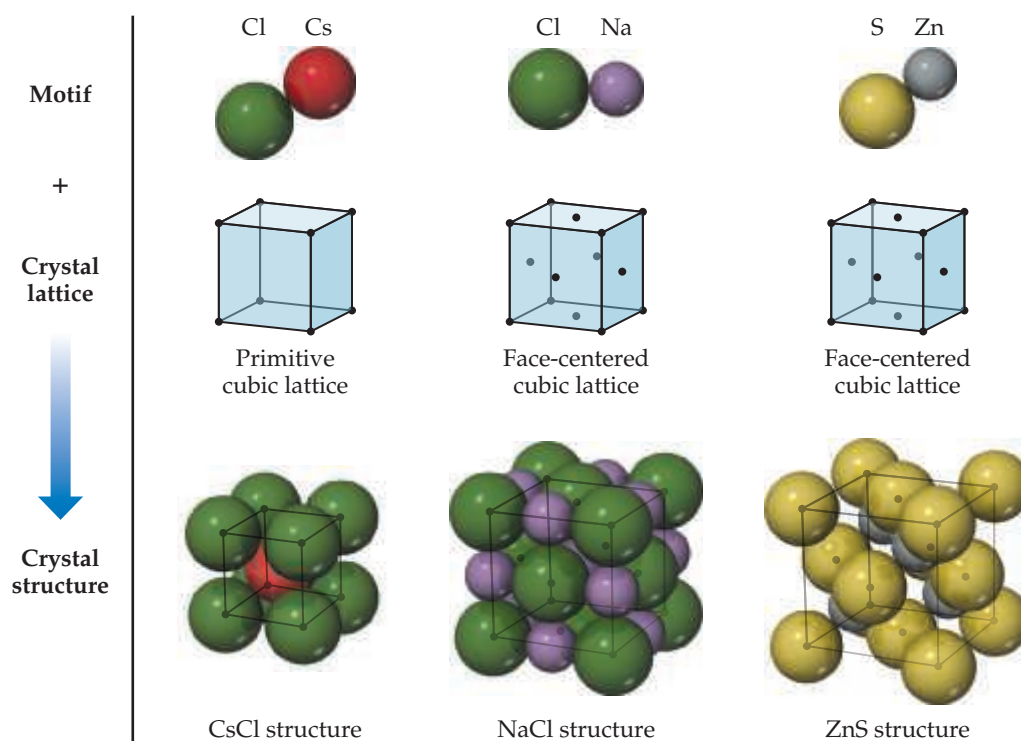 Cl Cs
Cl Na
S Zn
Motif
+
Crystal
lattice
Primitive
cubic lattice
Face-centered
cubic lattice
Face-centered
cubic lattice
Crystal
structure
CsCl structure
NaCl structure
ZnS structure